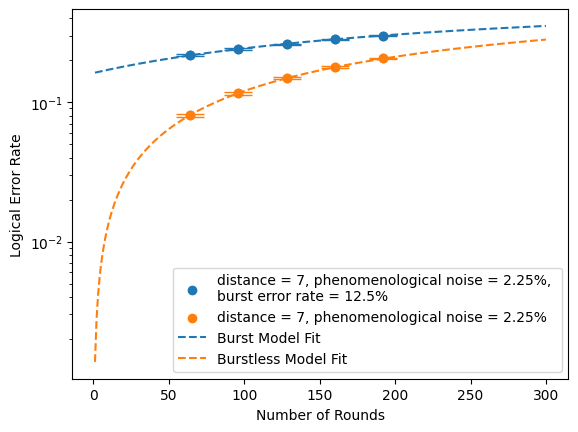 Logical Error Rate
10⁻¹
10⁻²
distance = 7, phenomenological noise = 2.25%,
burst error rate = 12.5%
distance = 7, phenomenological noise = 2.25%
Burst Model Fit
Burstless Model Fit
0 50 100 150 200 250 300
Number of Rounds